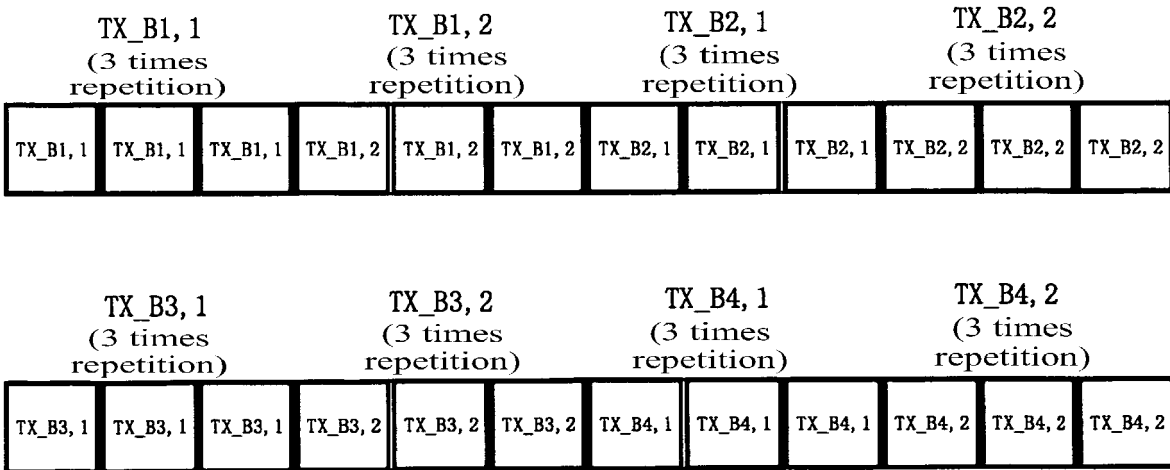 TX_B1, 1 TX_B1, 2 TX_B2, 1 TX_B2, 2
(3 times (3 times (3 times (3 times
repetition) repetition) repetition) repetition)
TX_B1, 1 TX_B1, 1 TX_B1, 1 TX_B1, 2 TX_B1, 2 TX_B1, 2 TX_B2, 1 TX_B2, 1 TX_B2, 1 TX_B2, 2 TX_B2, 2 TX_B2, 2
TX_B3, 1 TX_B3, 2 TX_B4, 1 TX_B4, 2
(3 times (3 times (3 times (3 times
repetition) repetition) repetition) repetition)
TX_B3, 1 TX_B3, 1 TX_B3, 1 TX_B3, 2 TX_B3, 2 TX_B3, 2 TX_B4, 1 TX_B4, 1 TX_B4, 1 TX_B4, 2 TX_B4, 2 TX_B4, 2